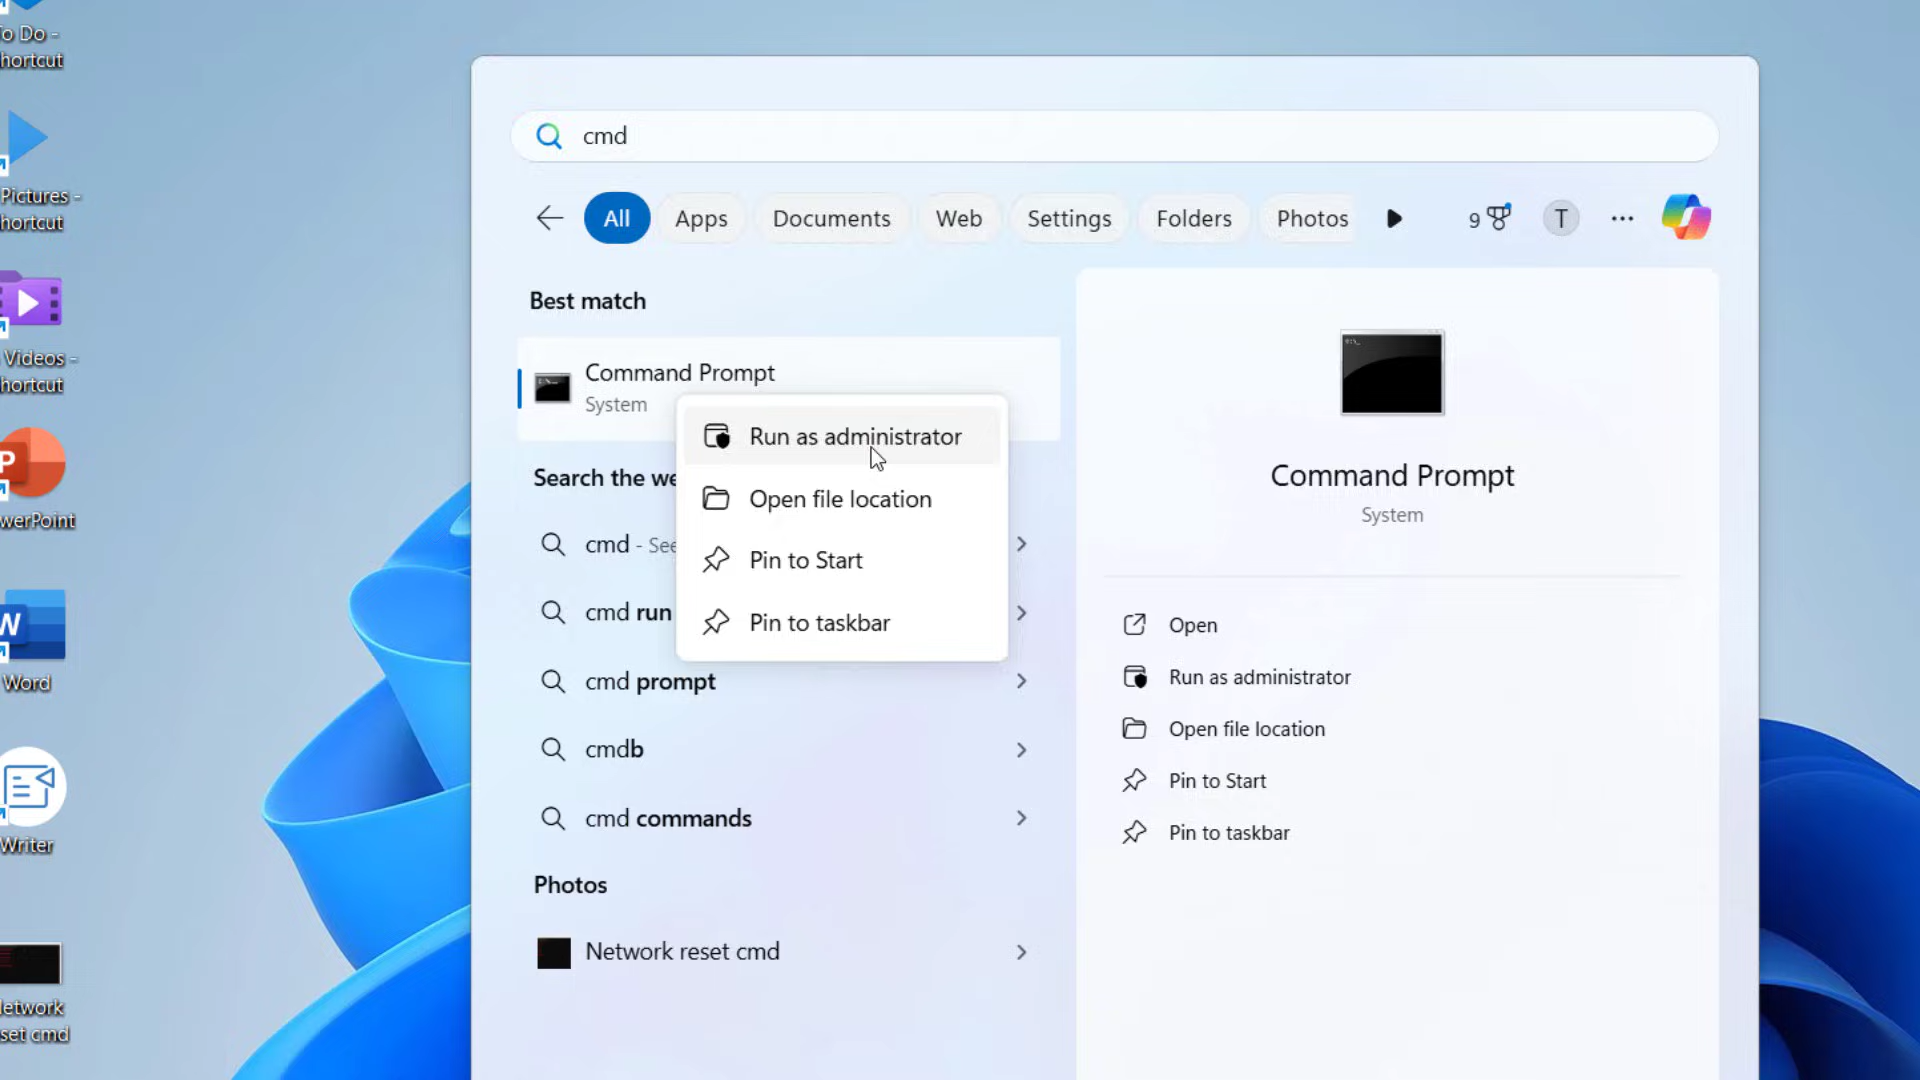 To Do -
hortcut
Pictures -
hortcut
Videos -
hortcut
P
werPoint
W
Word
Writer
etwork
set cmd
cmd
All
Apps
Documents
Web
Settings
Folders
Photos
9
T
Best match
Command Prompt
System
Run as administrator
Open file location
Pin to Start
Pin to taskbar
Search the we
cmd - See
cmd run
cmd prompt
cmdb
cmd commands
Photos
Network reset cmd
Command Prompt
System
Open
Run as administrator
Open file location
Pin to Start
Pin to taskbar